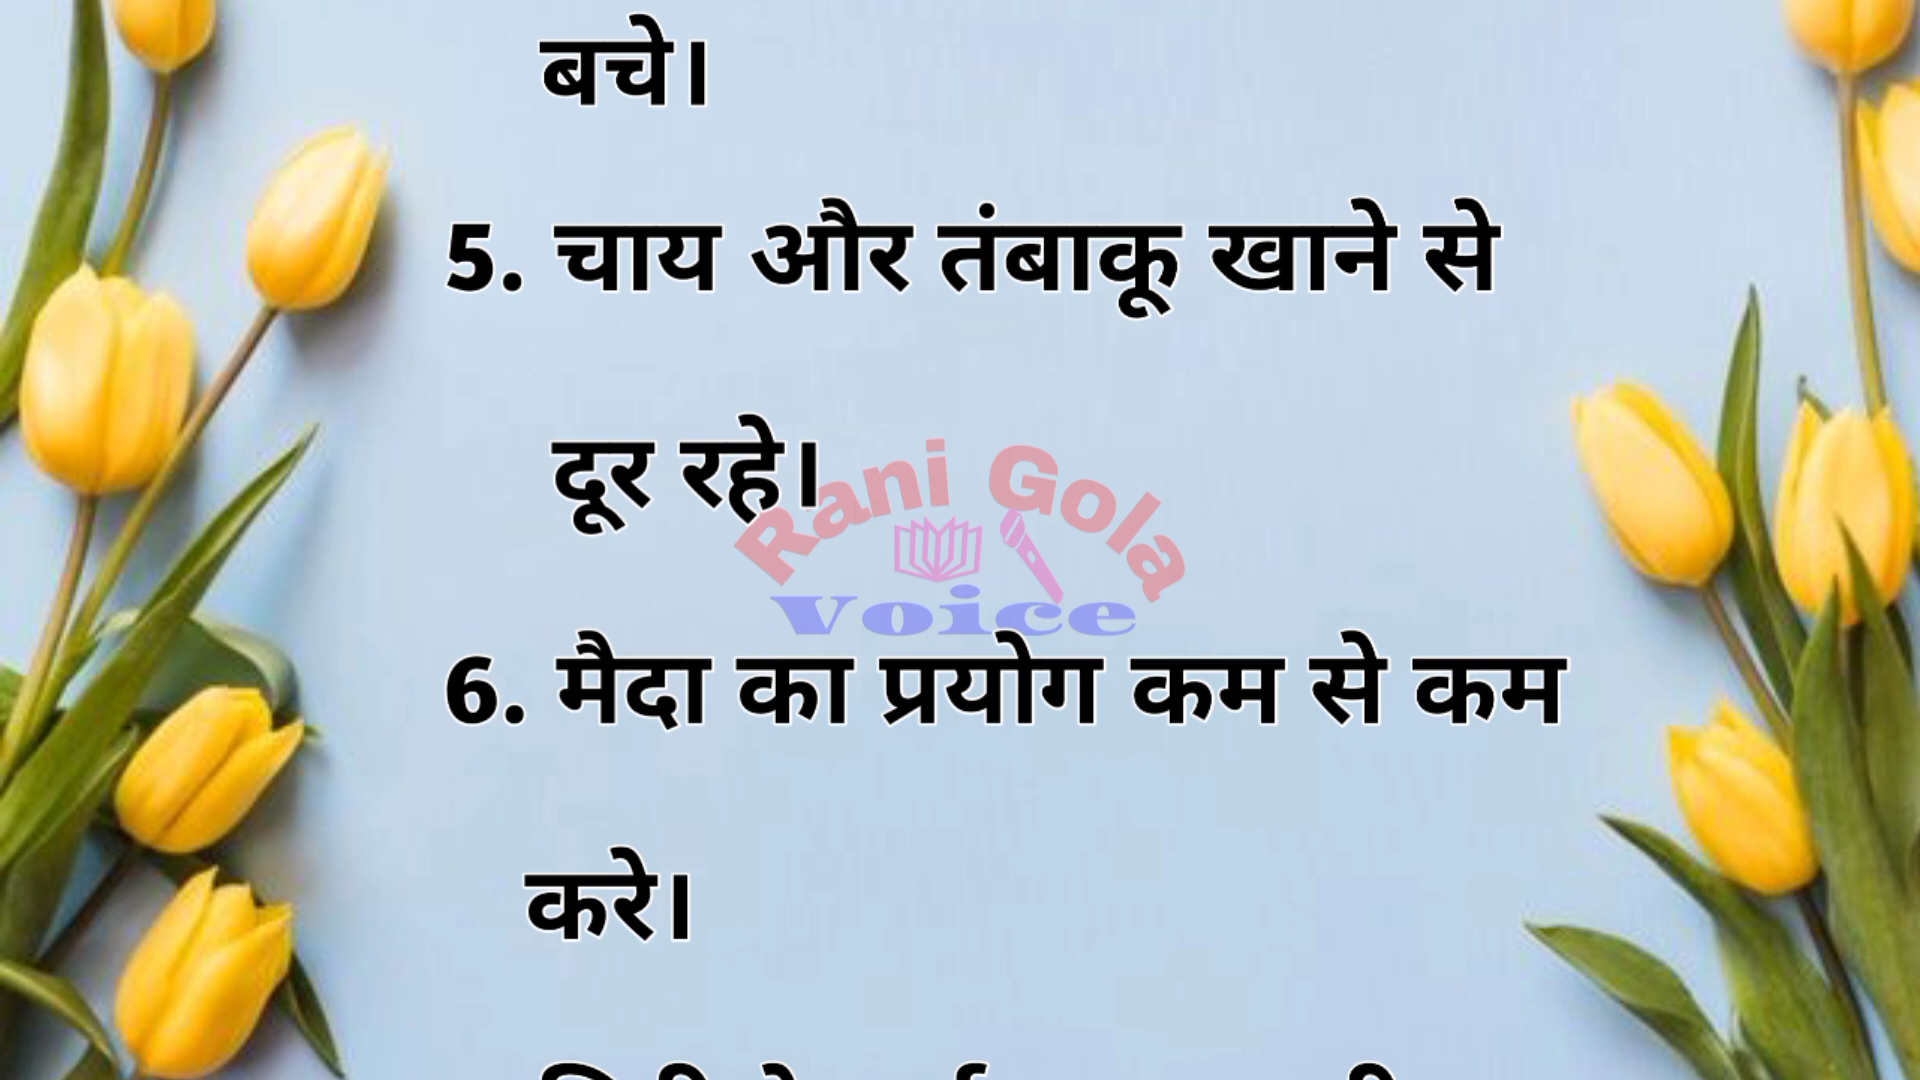 बचे।
5. चाय और तंबाकू खाने से
दूर रहे।
Rani Gola
Voice
6. मैदा का प्रयोग कम से कम
करे।